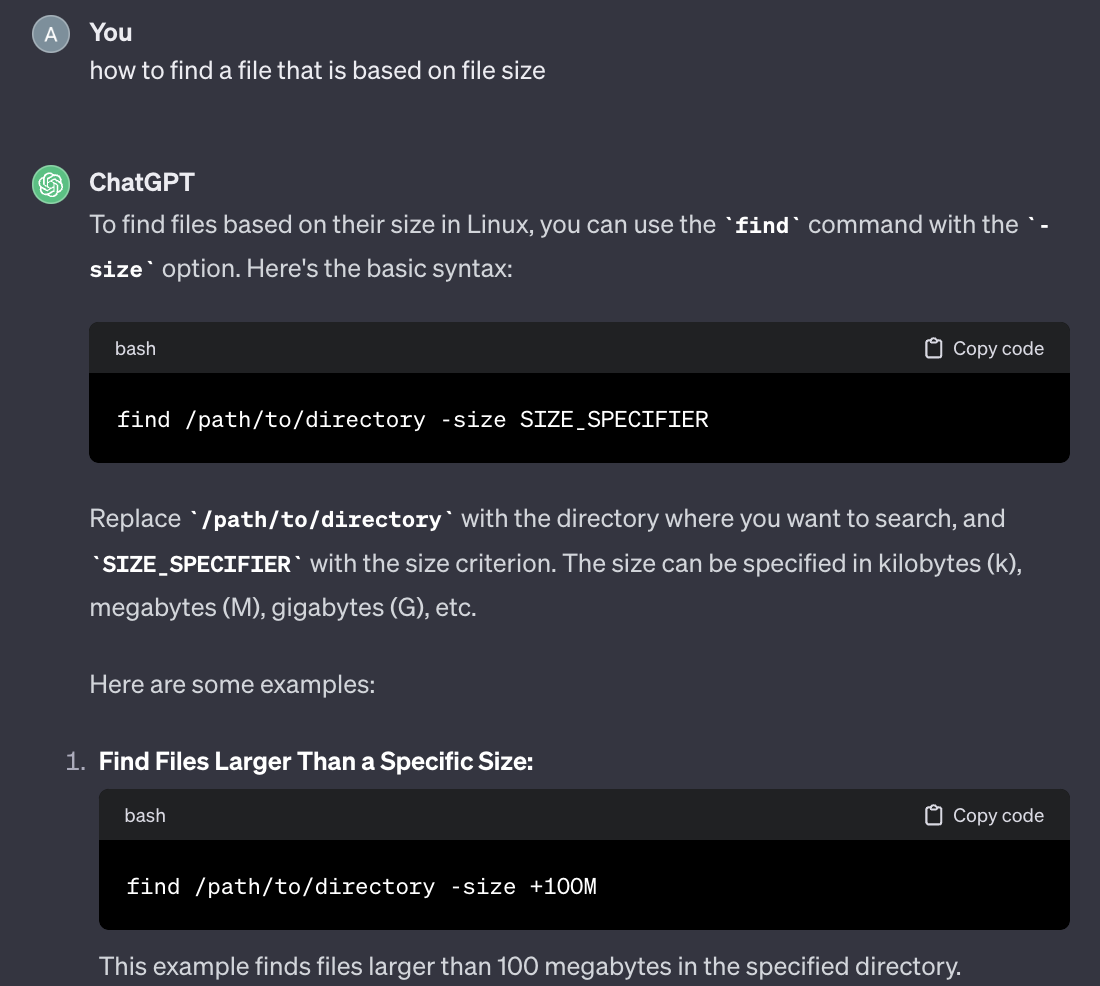 A
You
how to find a file that is based on file size
ChatGPT
To find files based on their size in Linux, you can use the `find` command with the `-
size` option. Here's the basic syntax:
bash
Copy code
find /path/to/directory -size SIZE_SPECIFIER
Replace `/path/to/directory` with the directory where you want to search, and
`SIZE_SPECIFIER` with the size criterion. The size can be specified in kilobytes (k),
megabytes (M), gigabytes (G), etc.
Here are some examples:
1. Find Files Larger Than a Specific Size:
bash
Copy code
find /path/to/directory -size +100M
This example finds files larger than 100 megabytes in the specified directory.